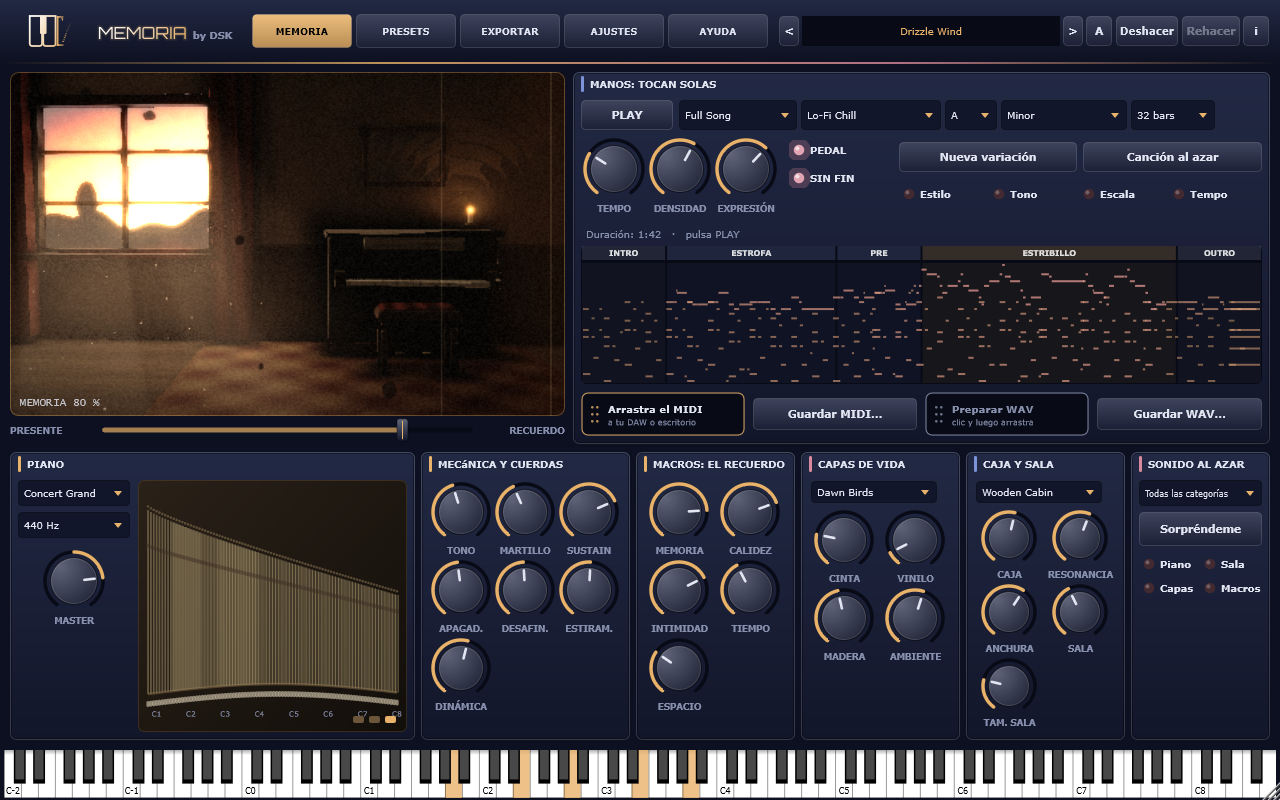 MEMORIA by DSK
MEMORIA
PRESETS
EXPORTAR
AJUSTES
AYUDA
<
Drizzle Wind
>
A
Deshacer
Rehacer
i
MEMORIA 80 %
PRESENTE
RECUERDO
MANOS: TOCAN SOLAS
PLAY
Full Song
Lo-Fi Chill
A
Minor
32 bars
TEMPO
DENSIDAD
EXPRESIÓN
PEDAL
SIN FIN
Nueva variación
Canción al azar
Estilo
Tono
Escala
Tempo
Duración: 1:42 · pulsa PLAY
INTRO
ESTROFA
PRE
ESTRIBILLO
OUTRO
Arrastra el MIDI
a tu DAW o escritorio
Guardar MIDI...
Preparar WAV
clic y luego arrastra
Guardar WAV...
PIANO
Concert Grand
440 Hz
MASTER
C1 C2 C3 C4 C5 C6 C7 C8
MECáNICA Y CUERDAS
TONO
MARTILLO
SUSTAIN
APAGAD.
DESAFIN.
ESTIRAM.
DINÁMICA
MACROS: EL RECUERDO
MEMORIA
CALIDEZ
INTIMIDAD
TIEMPO
ESPACIO
CAPAS DE VIDA
Dawn Birds
CINTA
VINILO
MADERA
AMBIENTE
CAJA Y SALA
Wooden Cabin
CAJA
RESONANCIA
ANCHURA
SALA
TAM. SALA
SONIDO AL AZAR
Todas las categorías
Sorpréndeme
Piano
Sala
Capas
Macros
C-2 C-1 C0 C1 C2 C3 C4 C5 C6 C7 C8